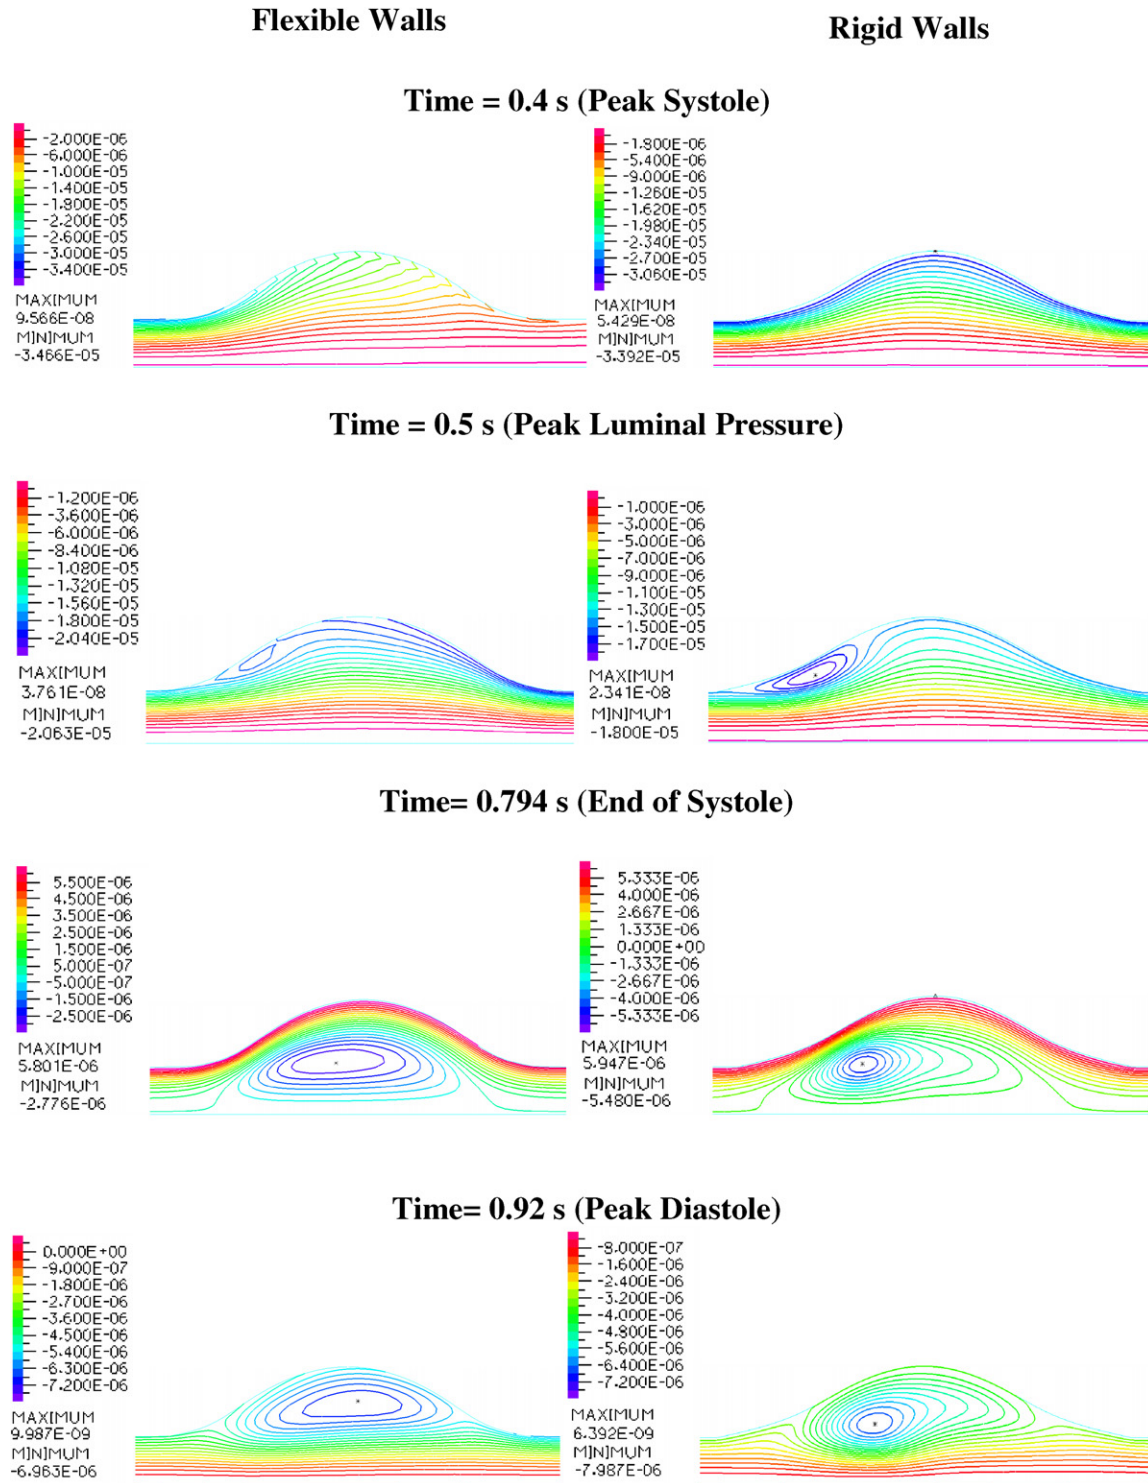 Flexible Walls
Rigid Walls
Time = 0.4 s (Peak Systole)
-2.000E-06
-6.000E-06
-1.000E-05
-1.400E-05
-1.800E-05
-2.200E-05
-2.600E-05
-3.000E-05
-3.400E-05
MAXIMUM
9.566E-08
MINIMUM
-3.466E-05
-1.800E-06
-5.400E-06
-9.000E-06
-1.260E-05
-1.620E-05
-1.980E-05
-2.340E-05
-2.700E-05
-3.060E-05
MAXIMUM
5.429E-08
MINIMUM
-3.392E-05
Time = 0.5 s (Peak Luminal Pressure)
-1.200E-06
-3.600E-06
-6.000E-06
-8.400E-06
-1.080E-05
-1.320E-05
-1.560E-05
-1.800E-05
-2.040E-05
MAXIMUM
3.761E-08
MINIMUM
-2.063E-05
-1.000E-06
-3.000E-06
-5.000E-06
-7.000E-06
-9.000E-06
-1.100E-05
-1.300E-05
-1.500E-05
-1.700E-05
MAXIMUM
2.341E-08
MINIMUM
-1.800E-05
Time= 0.794 s (End of Systole)
5.500E-06
4.500E-06
3.500E-06
2.500E-06
1.500E-06
5.000E-07
-5.000E-07
-1.500E-06
-2.500E-06
MAXIMUM
5.801E-06
MINIMUM
-2.776E-06
5.333E-06
4.000E-06
2.667E-06
1.333E-06
0.000E+00
-1.333E-06
-2.667E-06
-4.000E-06
-5.333E-06
MAXIMUM
5.947E-06
MINIMUM
-5.480E-06
Time= 0.92 s (Peak Diastole)
0.000E+00
-9.000E-07
-1.800E-06
-2.700E-06
-3.600E-06
-4.500E-06
-5.400E-06
-6.300E-06
-7.200E-06
MAXIMUM
9.987E-09
MINIMUM
-6.963E-06
-8.000E-07
-1.600E-06
-2.400E-06
-3.200E-06
-4.000E-06
-4.800E-06
-5.600E-06
-6.400E-06
-7.200E-06
MAXIMUM
6.392E-09
MINIMUM
-7.987E-06